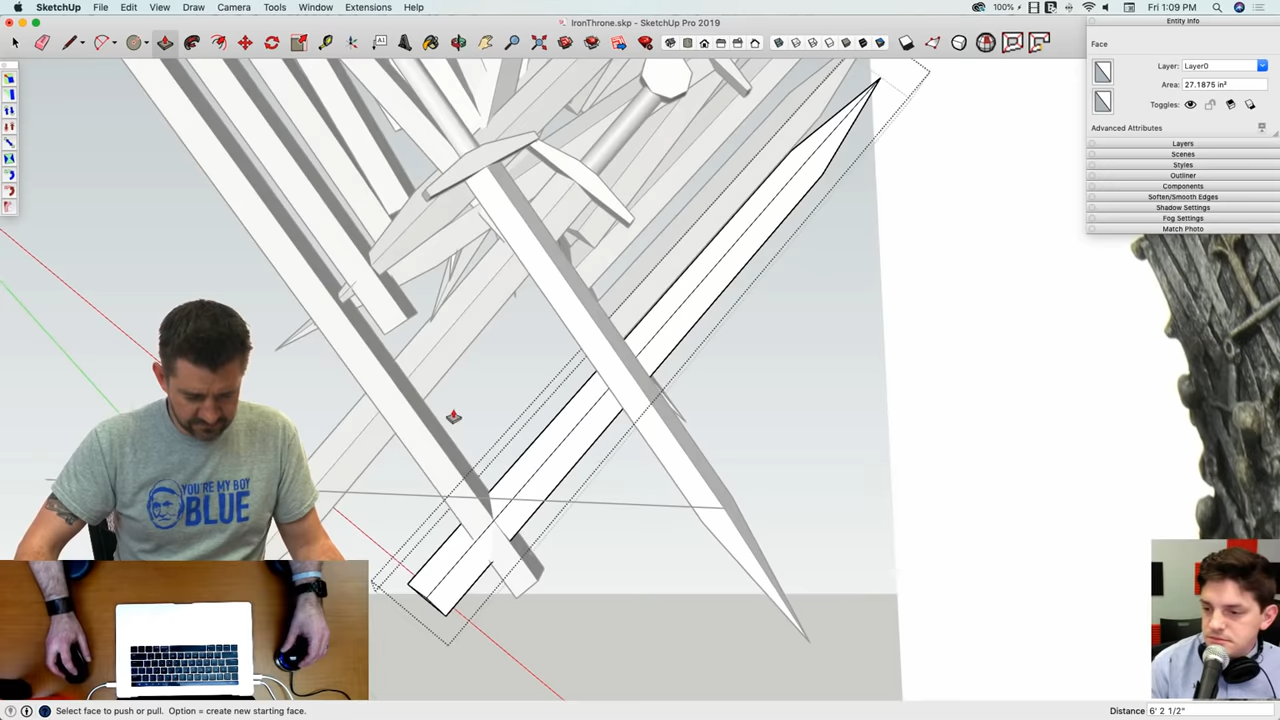 SketchUp File Edit View Draw Camera Tools Window Extensions Help
100% Fri 1:09 PM
IronThrone.skp - SketchUp Pro 2019
Entity Info
Face
Layer: Layer0
Area: 27.1875 in²
Toggles:
Advanced Attributes
Layers
Scenes
Styles
Outliner
Components
Soften/Smooth Edges
Shadow Settings
Fog Settings
Match Photo
YOU'RE MY BOY
BLUE
Select face to push or pull. Option = create new starting face.
Distance 6' 2 1/2"